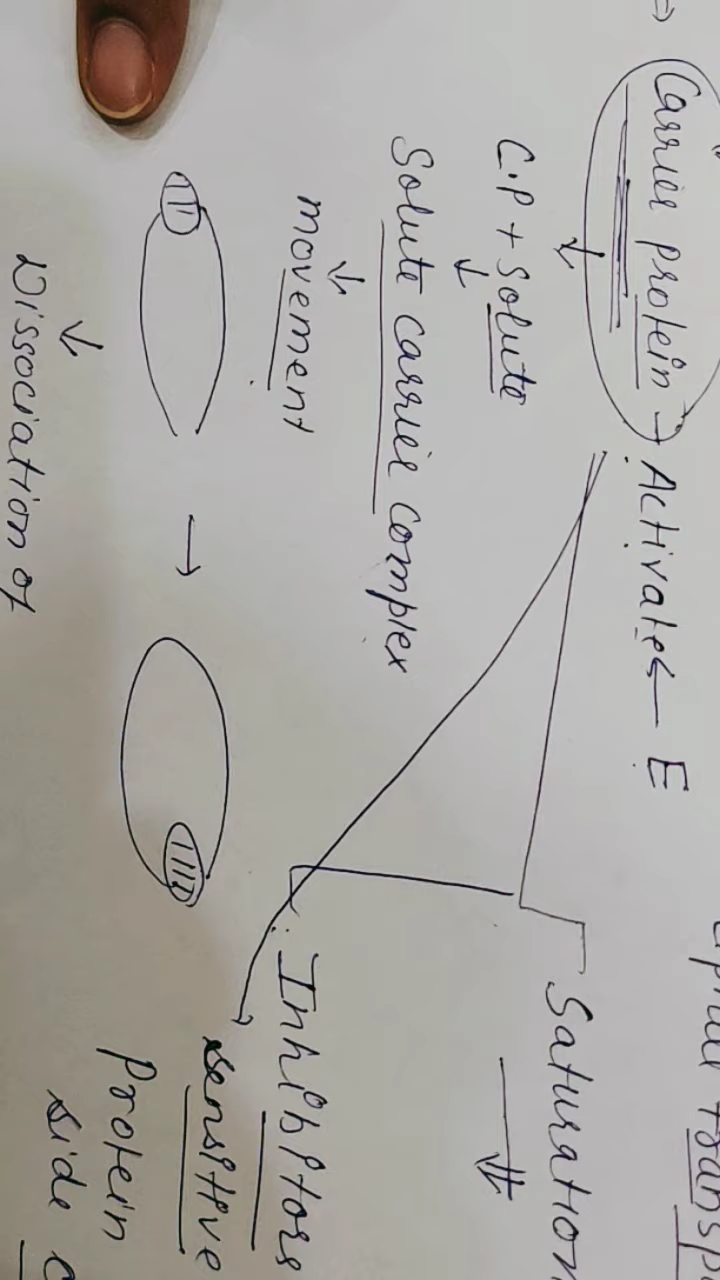 Carrier protein → Activates E
C.P + Solute
Solute carrier complex
movement
Dissociation of
Saturation
Inhibitors
sensitive
protein
side